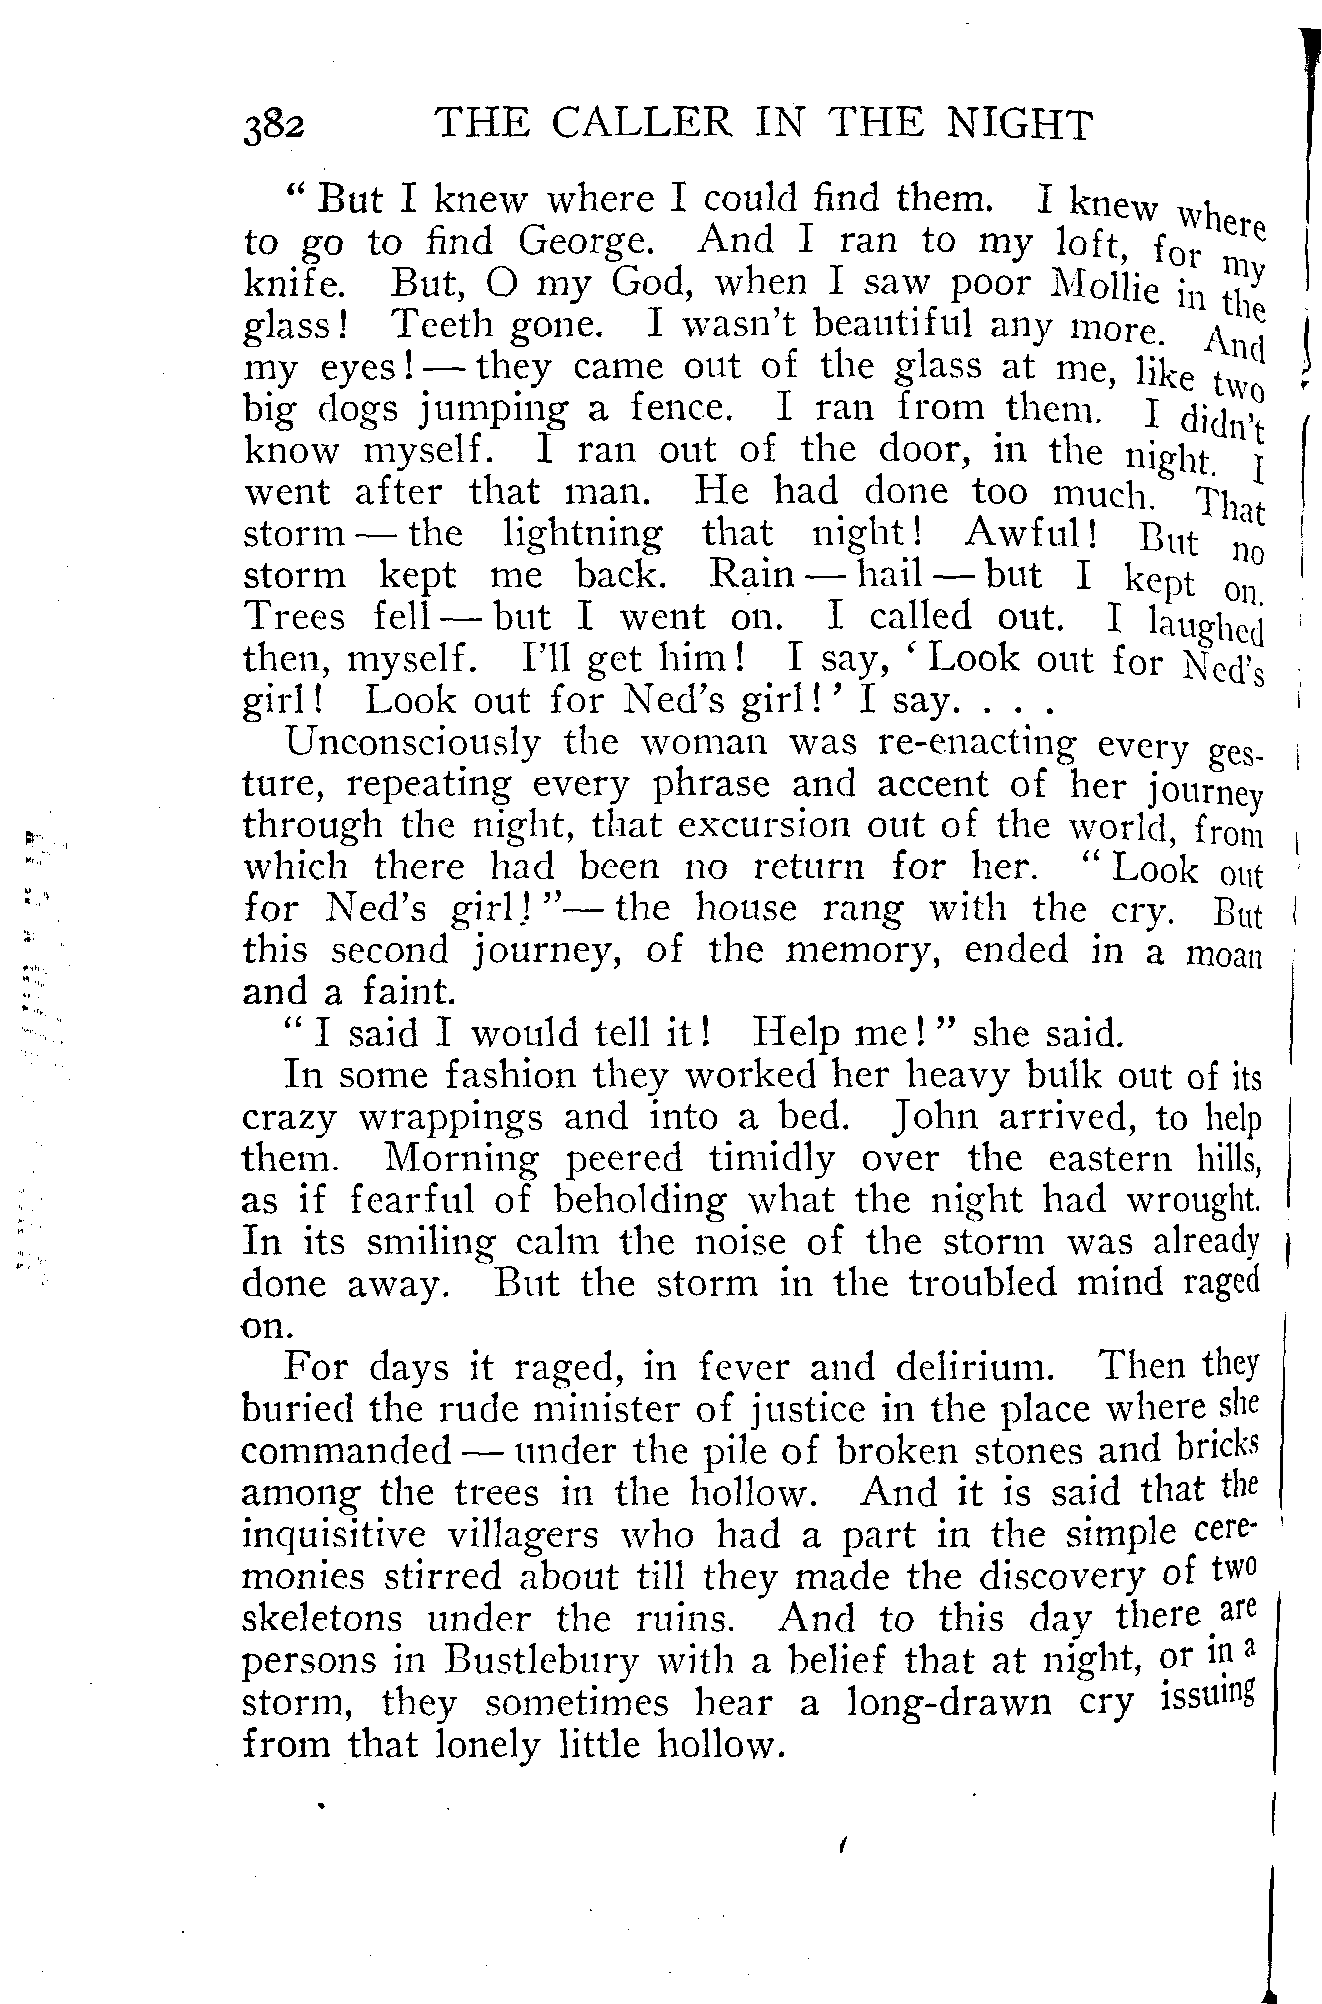 382 THE CALLER IN THE NIGHT
“ But I knew where I could find them. I knew where
to go to find George. And I ran to my loft, for my
knife. But, O my God, when I saw poor Mollie in the
glass! Teeth gone. I wasn't beautiful any more. And
my eyes! — they came out of the glass at me, like two
big dogs jumping a fence. I ran from them. I didn't
know myself. I ran out of the door, in the night. I
went after that man. He had done too much. That
storm — the lightning that night! Awful! But no
storm kept me back. Rain — hail — but I kept on.
Trees fell — but I went on. I called out. I laughed
then, myself. I'll get him! I say, ‘ Look out for Ned's
girl! Look out for Ned's girl! ’ I say. . . .
Unconsciously the woman was re-enacting every ges-
ture, repeating every phrase and accent of her journey
through the night, that excursion out of the world, from
which there had been no return for her. “ Look out
for Ned's girl! ”— the house rang with the cry. But
this second journey, of the memory, ended in a moan
and a faint.
“ I said I would tell it! Help me! ” she said.
In some fashion they worked her heavy bulk out of its
crazy wrappings and into a bed. John arrived, to help
them. Morning peered timidly over the eastern hills,
as if fearful of beholding what the night had wrought.
In its smiling calm the noise of the storm was already
done away. But the storm in the troubled mind raged
on.
For days it raged, in fever and delirium. Then they
buried the rude minister of justice in the place where she
commanded — under the pile of broken stones and bricks
among the trees in the hollow. And it is said that the
inquisitive villagers who had a part in the simple cere-
monies stirred about till they made the discovery of two
skeletons under the ruins. And to this day there are
persons in Bustlebury with a belief that at night, or in a
storm, they sometimes hear a long-drawn cry issuing
from that lonely little hollow.